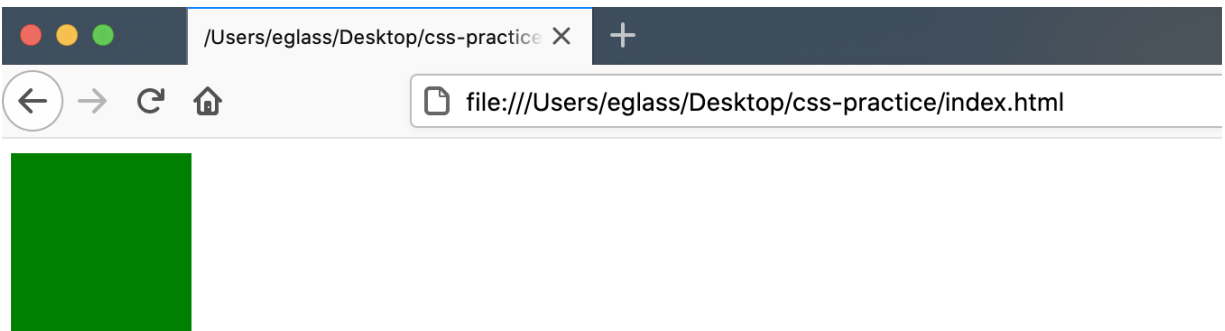 /Users/eglass/Desktop/css-practice
file:///Users/eglass/Desktop/css-practice/index.html